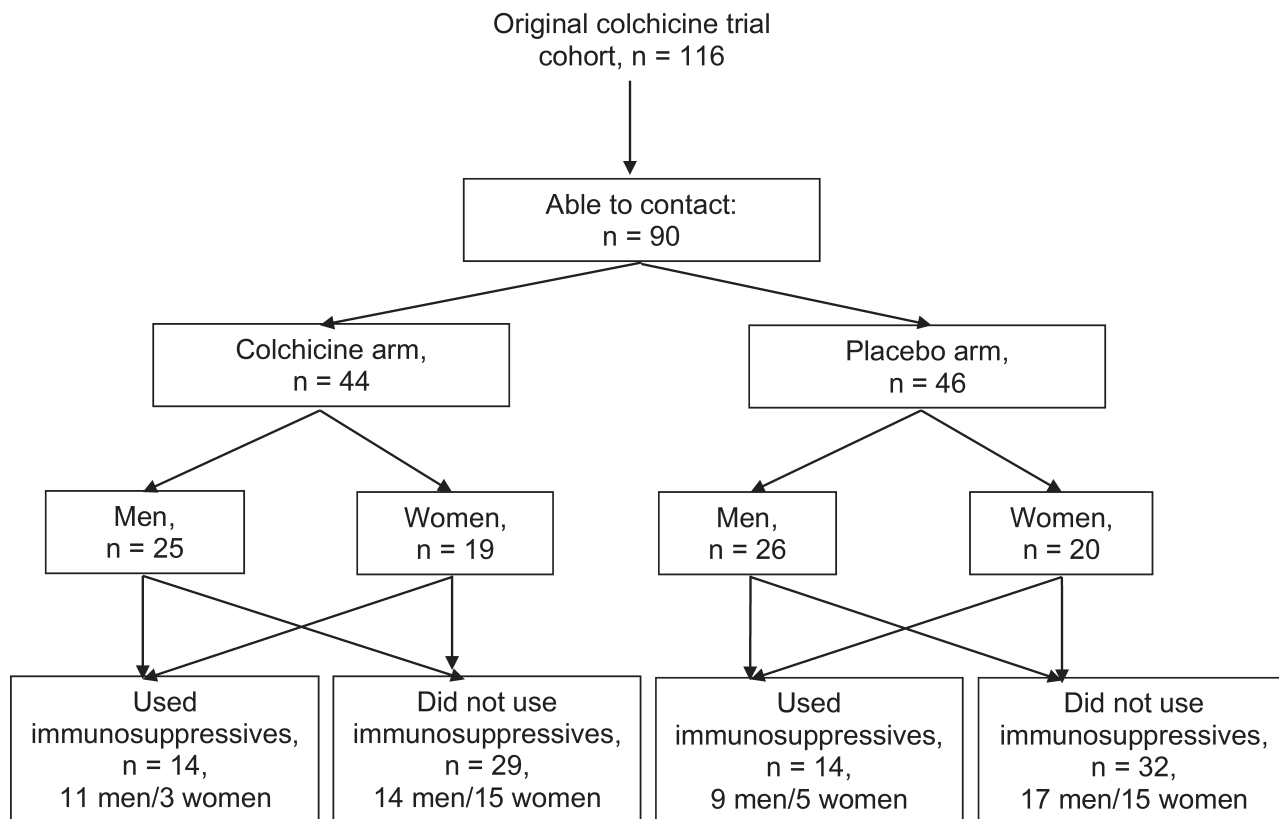 Original colchicine trial
cohort, n = 116
Able to contact:
n = 90
Colchicine arm,
n = 44
Placebo arm,
n = 46
Men,
n = 25
Women,
n = 19
Men,
n = 26
Women,
n = 20
Used
immunosuppressives,
n = 14,
11 men/3 women
Did not use
immunosuppressives,
n = 29,
14 men/15 women
Used
immunosuppressives,
n = 14,
9 men/5 women
Did not use
immunosuppressives,
n = 32,
17 men/15 women